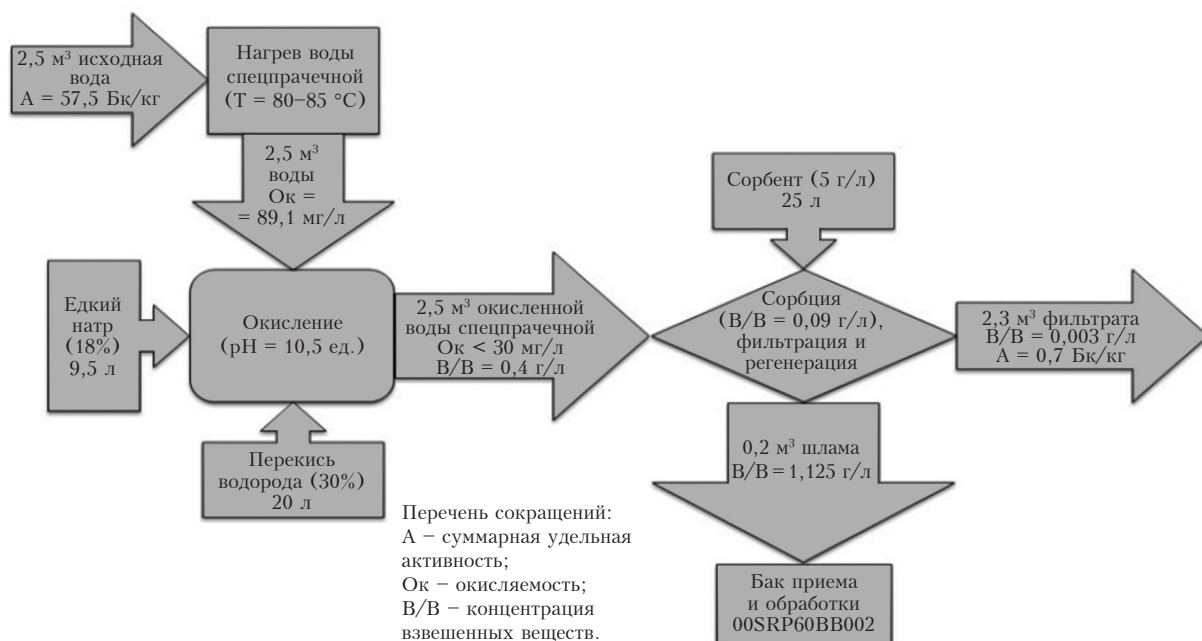 2,5 м³ исходная
вода
А = 57,5 Бк/кг
Нагрев воды
спецпрачечной
(Т = 80–85 °С)
2,5 м³
воды
Ок =
= 89,1 мг/л
Сорбент (5 г/л)
25 л
Едкий
натр
(18%)
9,5 л
Окисление
(рН = 10,5 ед.)
2,5 м³ окисленной
воды спецпрачечной
Ок < 30 мг/л
В/В = 0,4 г/л
Сорбция
(В/В = 0,09 г/л),
фильтрация и
регенерация
2,3 м³ фильтрата
В/В = 0,003 г/л
А = 0,7 Бк/кг
Перекись
водорода (30%)
20 л
0,2 м³ шлама
В/В = 1,125 г/л
Перечень сокращений:
А – суммарная удельная
активность;
Ок – окисляемость;
В/В – концентрация
взвешенных веществ.
Бак приема
и обработки
00SRP60BB002